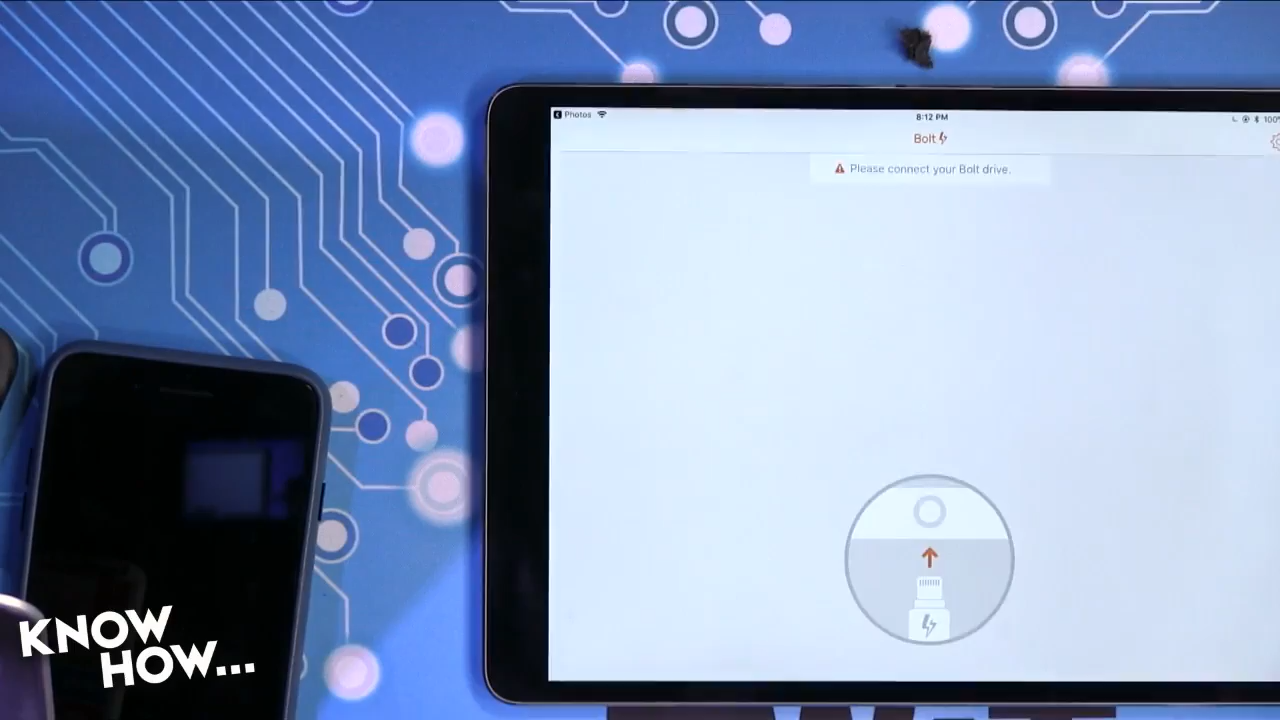 Photos
8:12 PM
100%
Bolt
Please connect your Bolt drive.
KNOW
HOW...